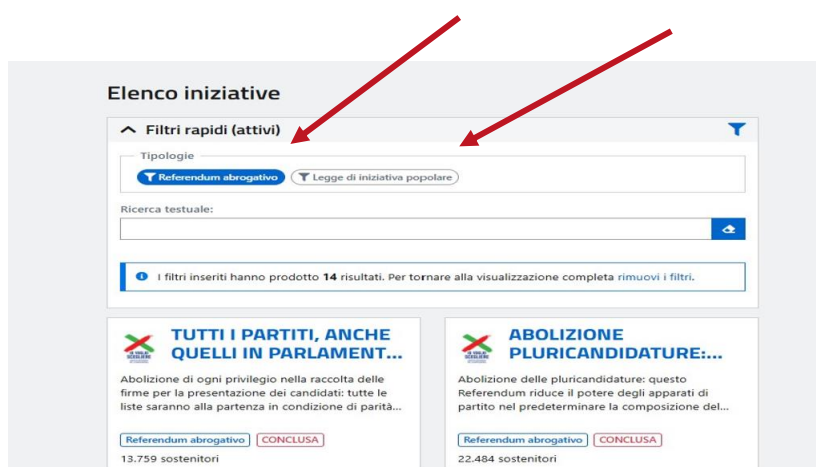 Elenco iniziative
Filtri rapidi (attivi)
Tipologie
Referendum abrogativo
Legge di iniziativa popolare
Ricerca testuale:
I filtri inseriti hanno prodotto 14 risultati. Per tornare alla visualizzazione completa rimuovi i filtri.
TUTTI I PARTITI, ANCHE
QUELLI IN PARLAMENT...
Abolizione di ogni privilegio nella raccolta delle
firme per la presentazione dei candidati: tutte le
liste saranno alla partenza in condizione di parità...
Referendum abrogativo CONCLUSA
13.759 sostenitori
ABOLIZIONE
PLURICANDIDATURE:...
Abolizione delle pluricandidature: questo
Referendum riduce il potere degli apparati di
partito nel predeterminare la composizione del...
Referendum abrogativo CONCLUSA
22.484 sostenitori